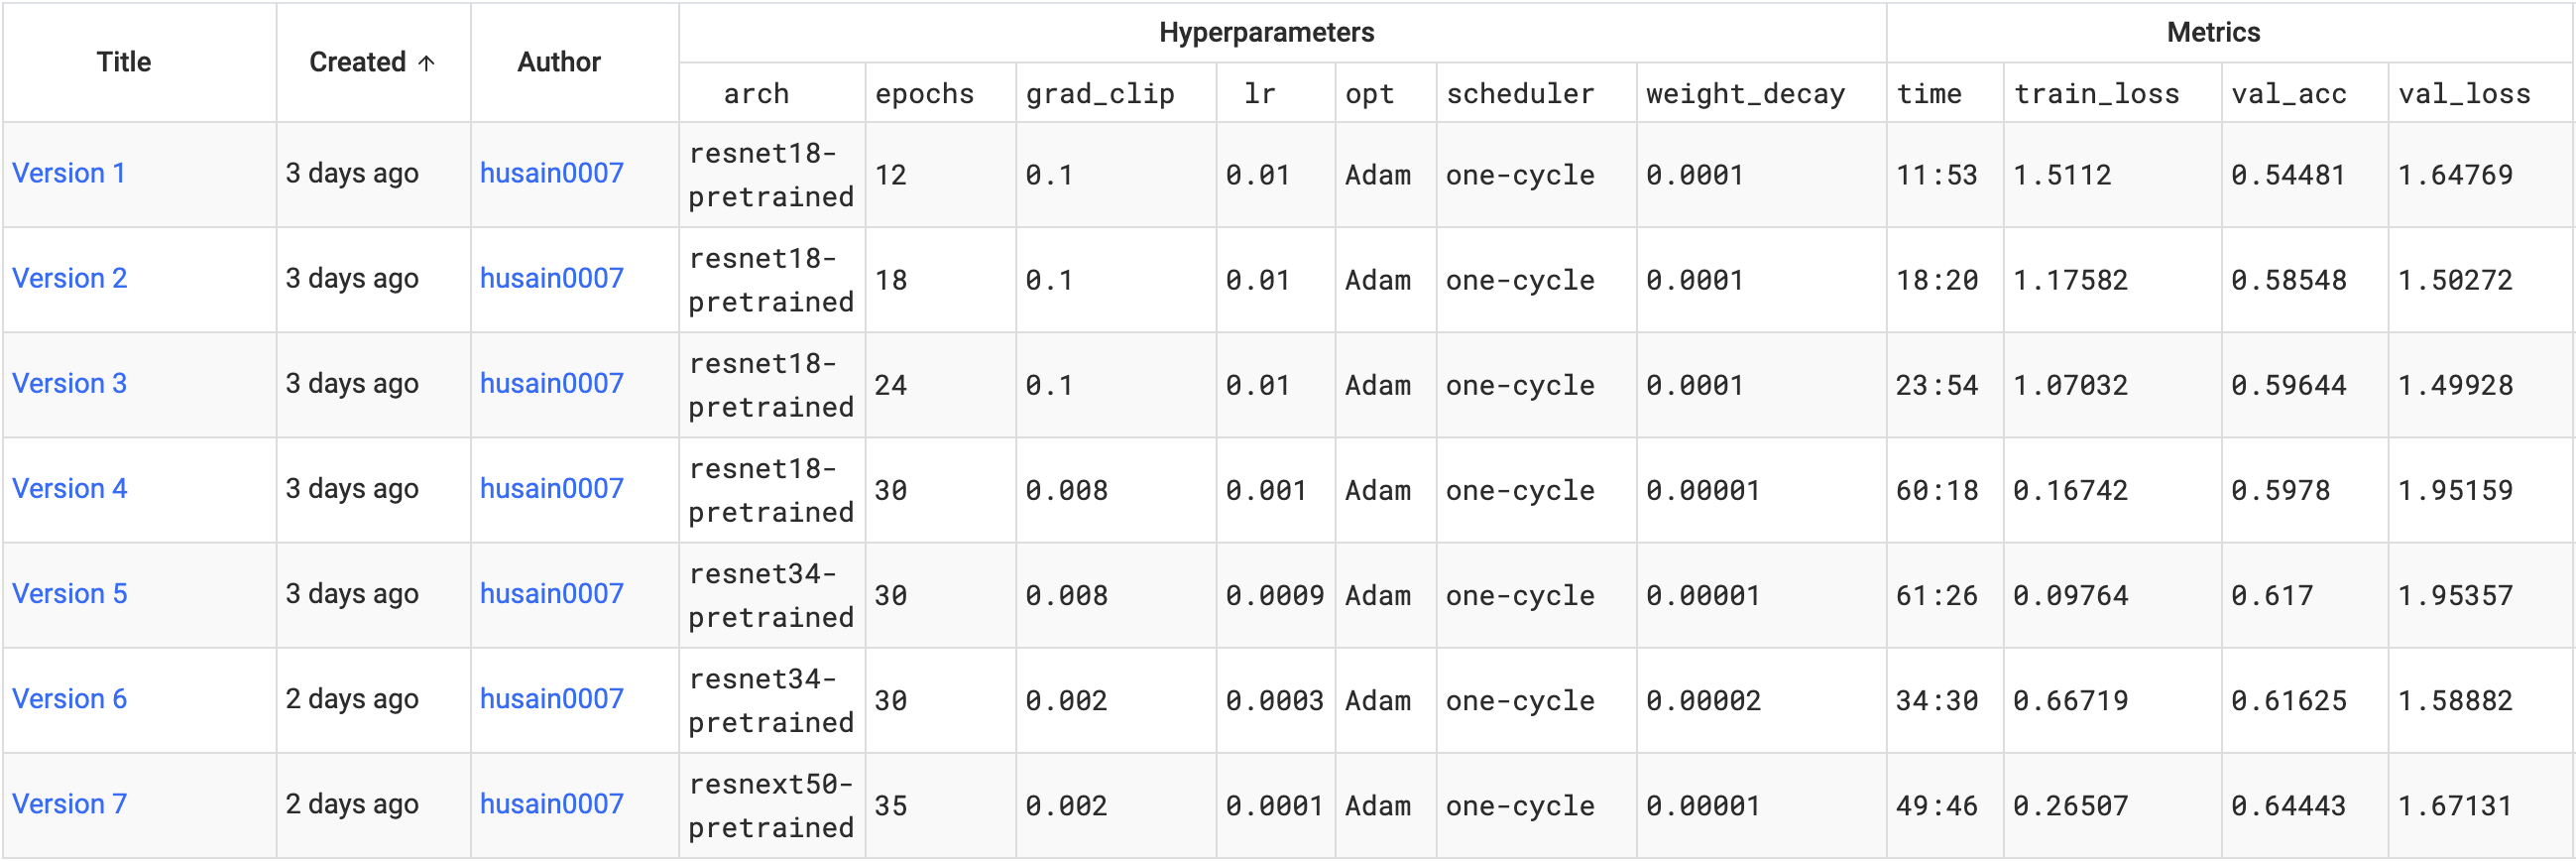 Title Created ↑ Author Hyperparameters Metrics
arch epochs grad_clip lr opt scheduler weight_decay time train_loss val_acc val_loss
Version 1 3 days ago husain0007 resnet18-pretrained 12 0.1 0.01 Adam one-cycle 0.0001 11:53 1.5112 0.54481 1.64769
Version 2 3 days ago husain0007 resnet18-pretrained 18 0.1 0.01 Adam one-cycle 0.0001 18:20 1.17582 0.58548 1.50272
Version 3 3 days ago husain0007 resnet18-pretrained 24 0.1 0.01 Adam one-cycle 0.0001 23:54 1.07032 0.59644 1.49928
Version 4 3 days ago husain0007 resnet18-pretrained 30 0.008 0.001 Adam one-cycle 0.00001 60:18 0.16742 0.5978 1.95159
Version 5 3 days ago husain0007 resnet34-pretrained 30 0.008 0.0009 Adam one-cycle 0.00001 61:26 0.09764 0.617 1.95357
Version 6 2 days ago husain0007 resnet34-pretrained 30 0.002 0.0003 Adam one-cycle 0.00002 34:30 0.66719 0.61625 1.58882
Version 7 2 days ago husain0007 resnext50-pretrained 35 0.002 0.0001 Adam one-cycle 0.00001 49:46 0.26507 0.64443 1.67131